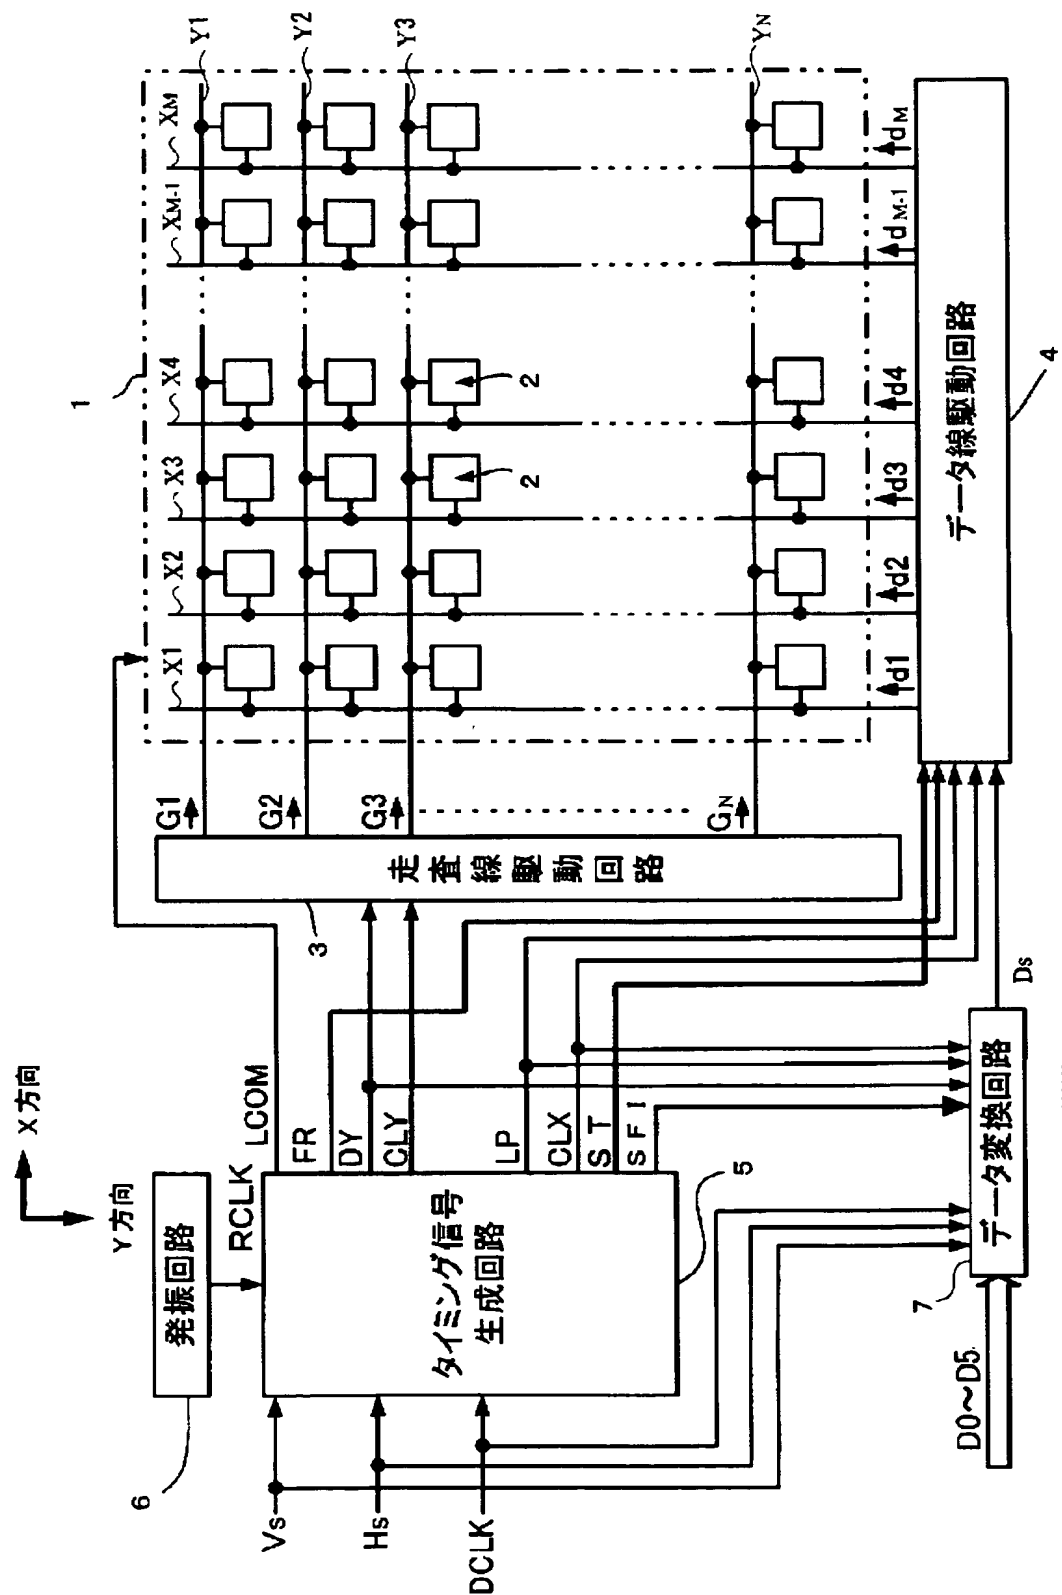 X方向
Y方向
発振回路
6
RCLK
LCOM
FR
DY
CLY
LP
CLX
ST
SFI
Vs
Hs
DCLK
タイミング信号
生成回路
5
D0~D5
データ変換回路
7
Ds
走査線駆動回路
3
G1
G2
G3
GN
1
X1
X2
X3
X4
XM-1
XM
Y1
Y2
Y3
YN
2
2
d1
d2
d3
d4
dM-1
dM
データ線駆動回路
4